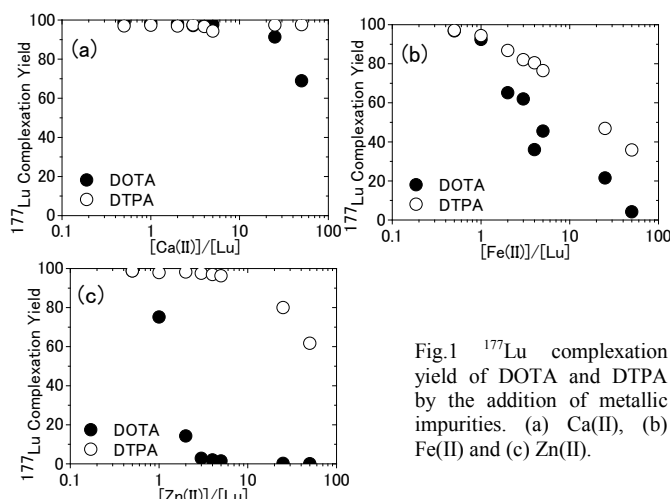 100
80
60
40
20
0
(a)
177Lu Complexation Yield
DOTA
DTPA
0.1 1 10 100
[Ca(II)]/[Lu]
100
80
60
40
20
0
(b)
177Lu Complexation Yield
DOTA
DTPA
0.1 1 10 100
[Fe(II)]/[Lu]
100
80
60
40
20
0
(c)
177Lu Complexation Yield
DOTA
DTPA
0.1 1 10 100
[Zn(II)]/[Lu]
Fig.1 177Lu complexation
yield of DOTA and DTPA
by the addition of metallic
impurities. (a) Ca(II), (b)
Fe(II) and (c) Zn(II).